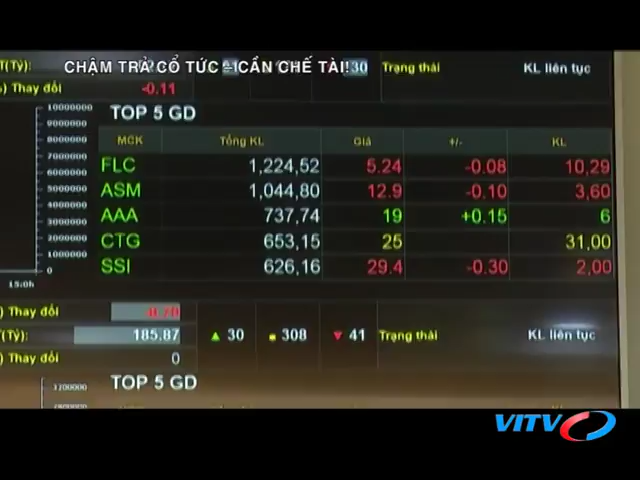 CHẬM TRẢ CỔ TỨC - CẦN CHẾ TÀI!
T(Tỷ): 30 Trạng thái KL liên tục
) Thay đổi -0.11
10000000 TOP 5 GD
9000000
8000000 MCK Tổng KL Giá +/- KL
7000000 FLC 1,224,52 5.24 -0.08 10,29
6000000
5000000 ASM 1,044,80 12.9 -0.10 3,60
4000000 AAA 737,74 19 +0.15 6
3000000
2000000 CTG 653,15 25 31,00
1000000
0 SSI 626,16 29.4 -0.30 2,00
15:0h
) Thay đổi
(Tỷ): 185.87 ▲ 30 ■ 308 ▼ 41 Trạng thái KL liên tục
) Thay đổi 0
TOP 5 GD
VITV